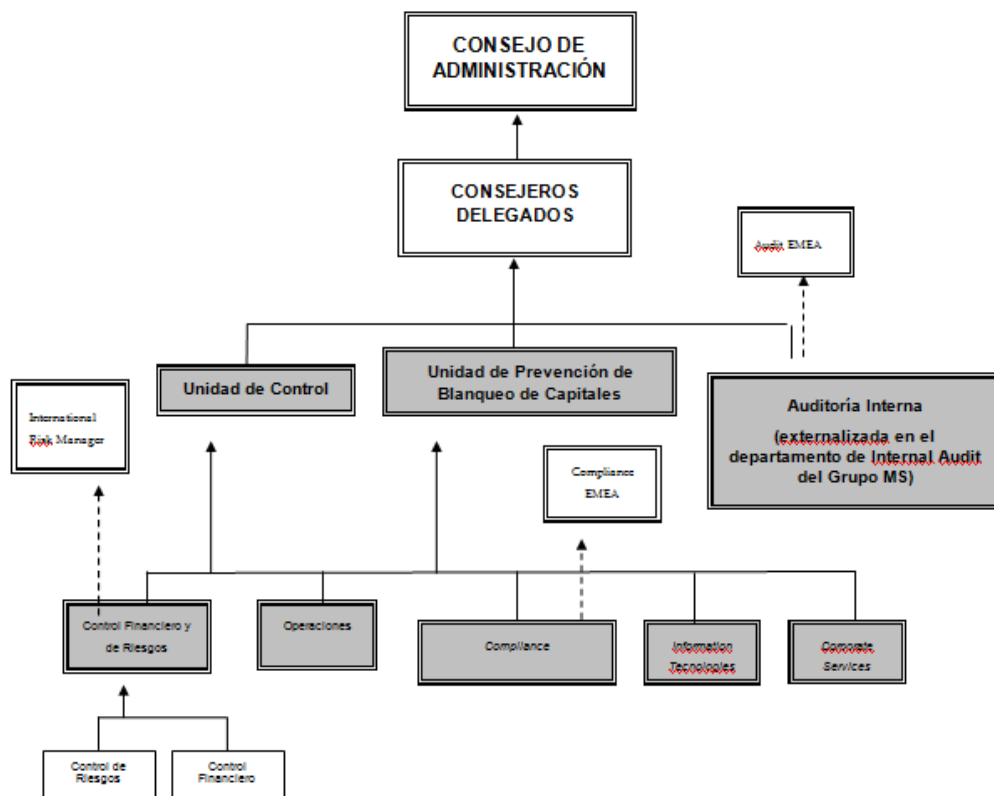 CONSEJO DE
ADMINISTRACIÓN
CONSEJEROS
DELEGADOS
Audit EMEA
Unidad de Control
Unidad de Prevención de
Blanqueo de Capitales
Auditoría Interna
(externalizada en el
departamento de Internal Audit
del Grupo MS)
International
Risk Manager
Compliance
EMEA
Control Financiero y
de Riesgos
Operaciones
Compliance
Information
Tecnologies
Corporate
Services
Control de
Riesgos
Control
Financiero